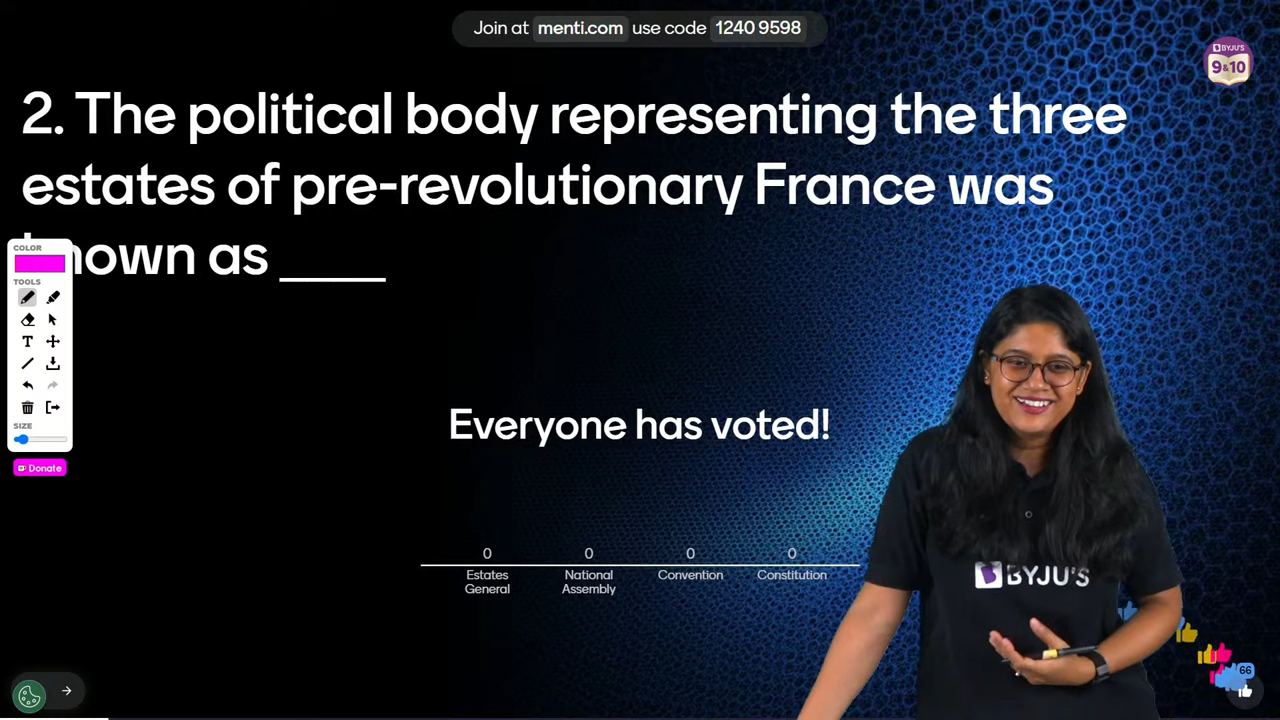 Join at menti.com use code 1240 9598
BYJU'S
9&10
2. The political body representing the three
estates of pre-revolutionary France was
known as ____
COLOR
TOOLS
T
SIZE
Donate
Everyone has voted!
0 0 0 0
Estates General
National Assembly
Convention
Constitution
BYJU'S
66